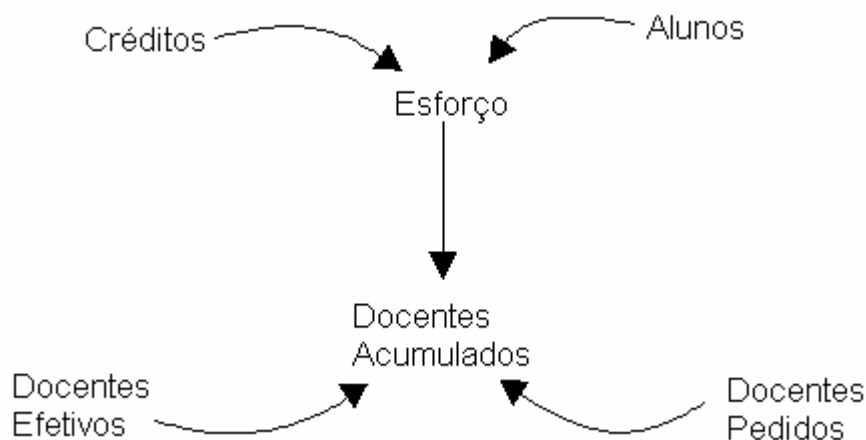 Créditos
Alunos
Esforço
Docentes
Acumulados
Docentes
Efetivos
Docentes
Pedidos